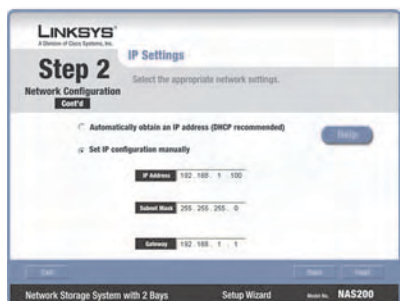 LINKSYS®
A Division of Cisco Systems, Inc.
Step 2
Network Configuration
Cont'd
IP Settings
Select the appropriate network settings.
Automatically obtain an IP address (DHCP recommended)
Set IP configuration manually
Help
IP Address 192 . 168 . 1 . 100
Subnet Mask 255 . 255 . 255 . 0
Gateway 192 . 168 . 1 . 1
Exit
Back Next
Network Storage System with 2 Bays Setup Wizard Model No. NAS200